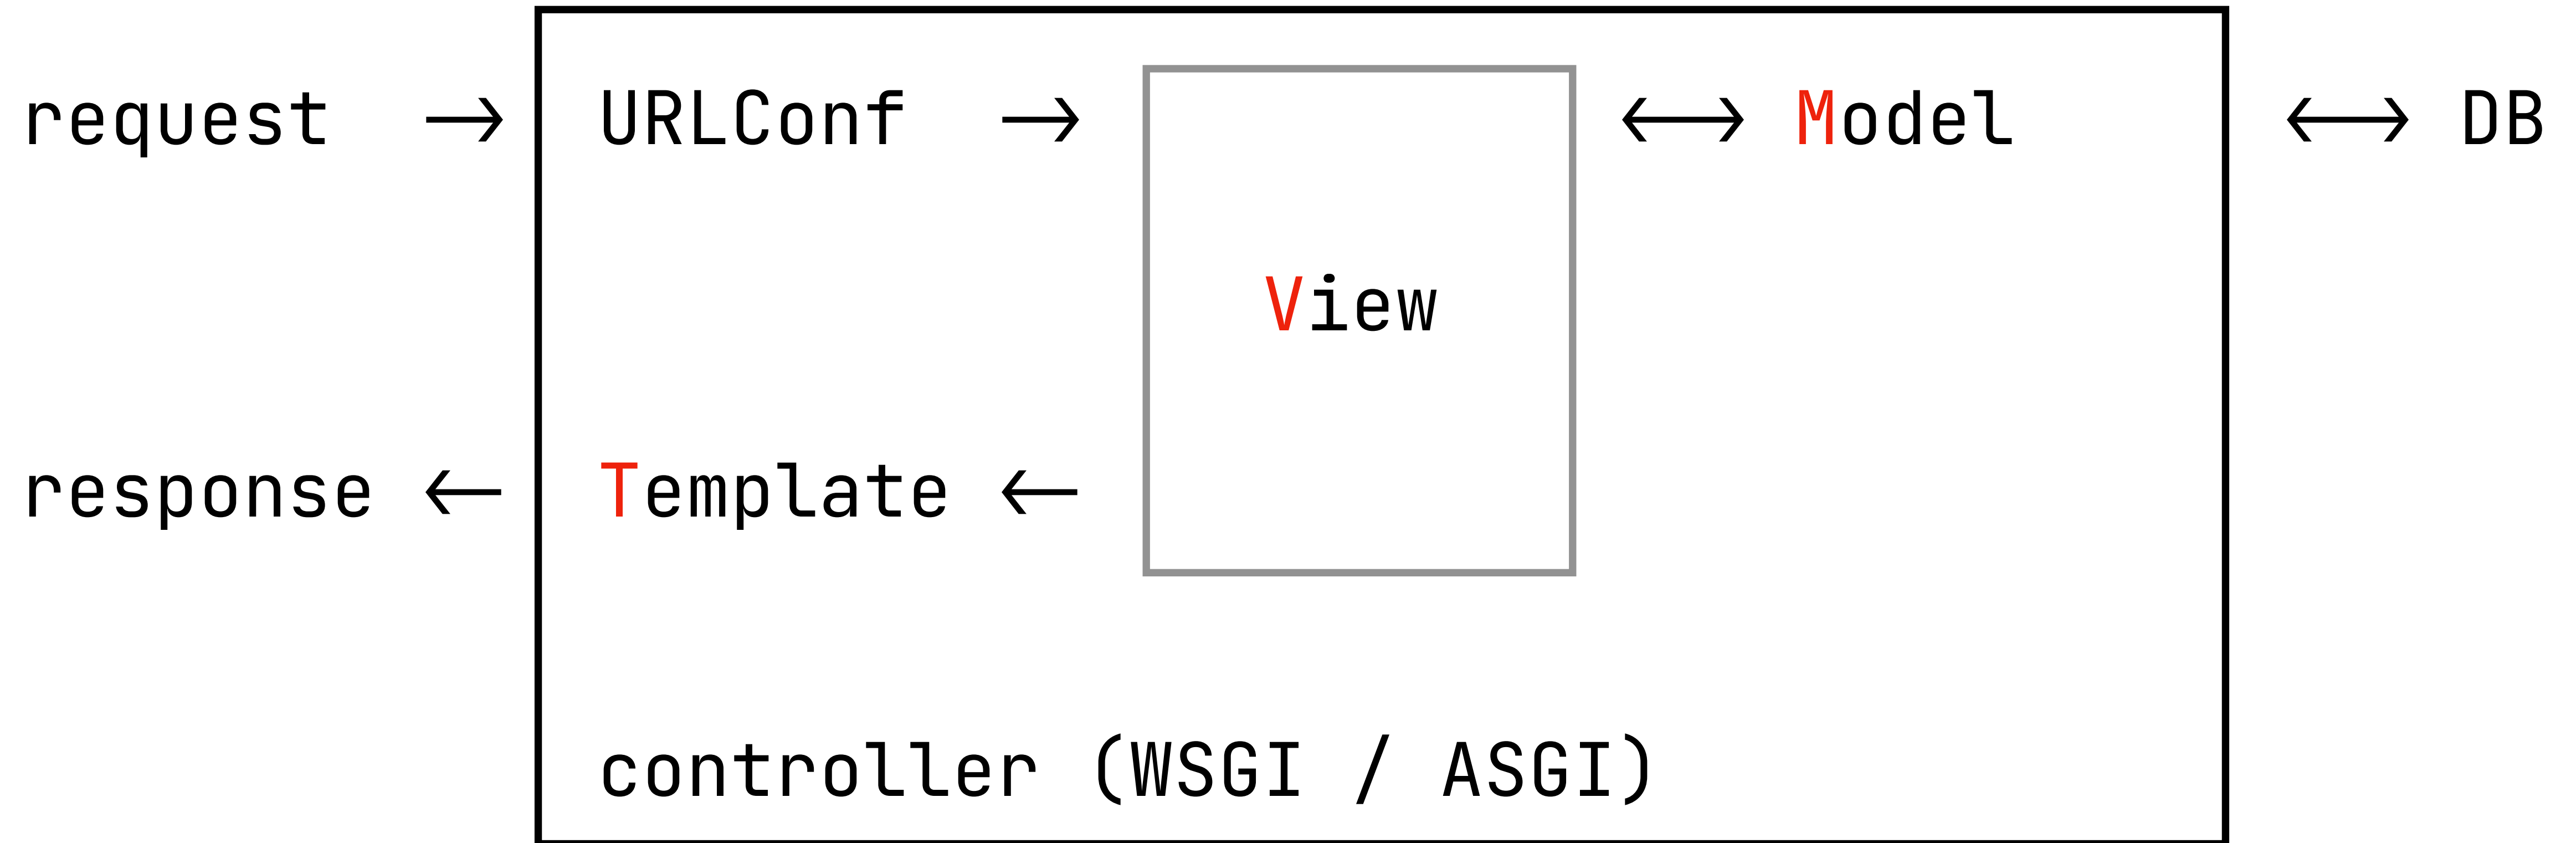 request → URLConf → ←→ Model ←→ DB
View
response ← Template ←
controller (WSGI / ASGI)